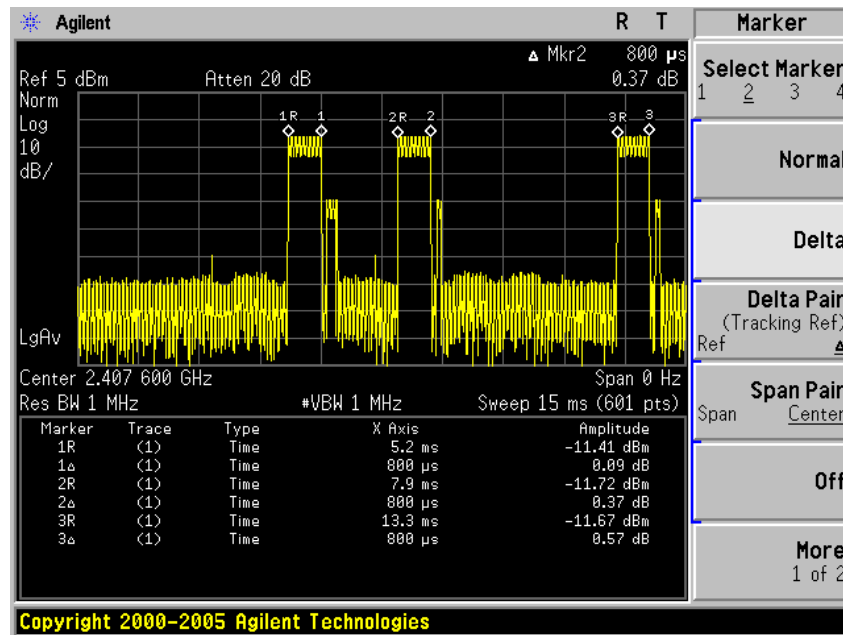 Agilent R T Marker
Δ Mkr2 800 µs
Ref 5 dBm Atten 20 dB 0.37 dB
Norm
Log
10
dB/
1R 1 2R 2 3R 3
LgAv
Center 2.407 600 GHz Span 0 Hz
Res BW 1 MHz #VBW 1 MHz Sweep 15 ms (601 pts)
Marker Trace Type X Axis Amplitude
1R (1) Time 5.2 ms -11.41 dBm
1Δ (1) Time 800 µs 0.09 dB
2R (1) Time 7.9 ms -11.72 dBm
2Δ (1) Time 800 µs 0.37 dB
3R (1) Time 13.3 ms -11.67 dBm
3Δ (1) Time 800 µs 0.57 dB
Select Marker
1 2 3 4
Normal
Delta
Delta Pair
(Tracking Ref)
Ref Δ
Span Pair
Span Center
Off
More
1 of 2
Copyright 2000-2005 Agilent Technologies